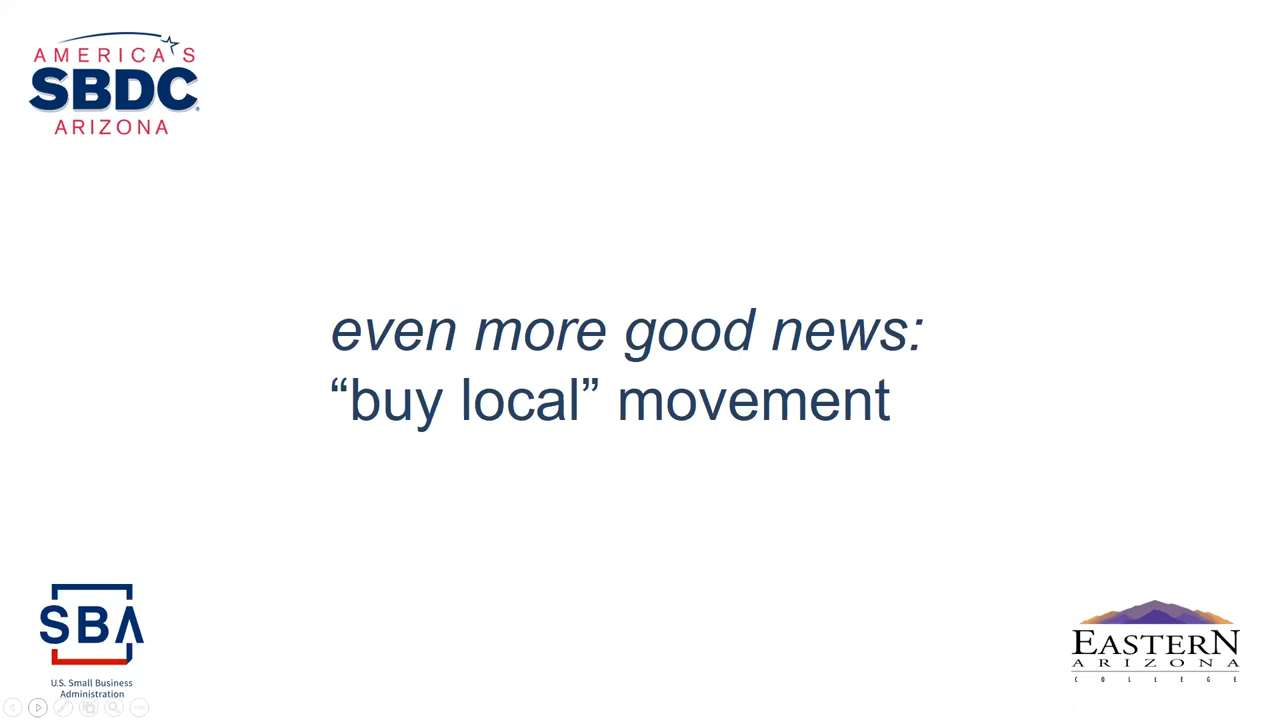 AMERICA'S
SBDC
ARIZONA
even more good news:
“buy local” movement
SBA
U.S. Small Business
Administration
EASTERN
ARIZONA
COLLEGE